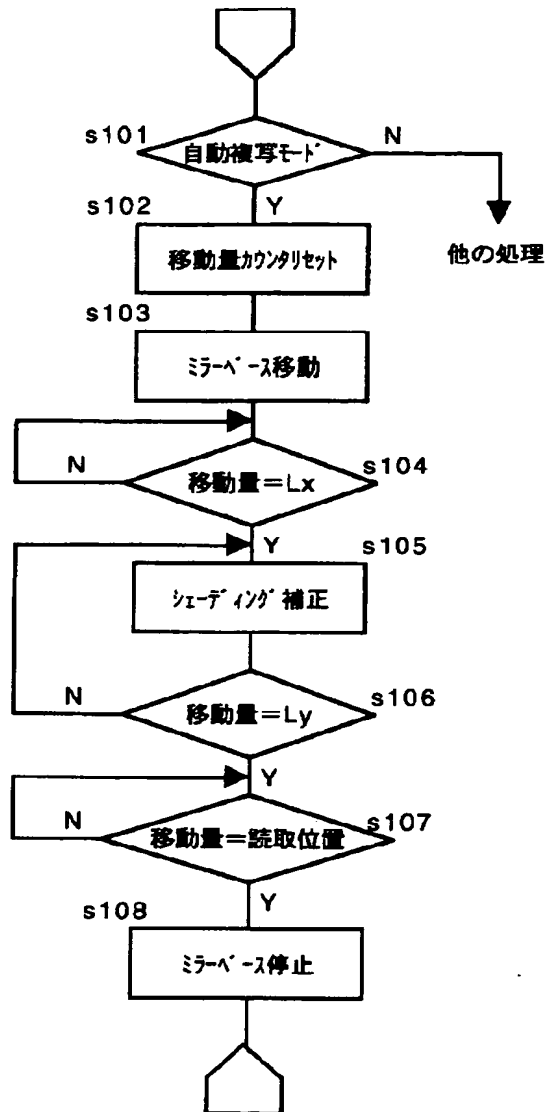 s101
自動複写ﾓｰﾄﾞ
N
Y
他の処理
s102
移動量ｶｳﾝﾀﾘｾｯﾄ
s103
ﾐﾗｰﾍﾞｰｽ移動
N
移動量=Lx
s104
Y
s105
ｼｪｰﾃﾞｨﾝｸﾞ補正
N
移動量=Ly
s106
Y
N
移動量=読取位置
s107
Y
s108
ﾐﾗｰﾍﾞｰｽ停止